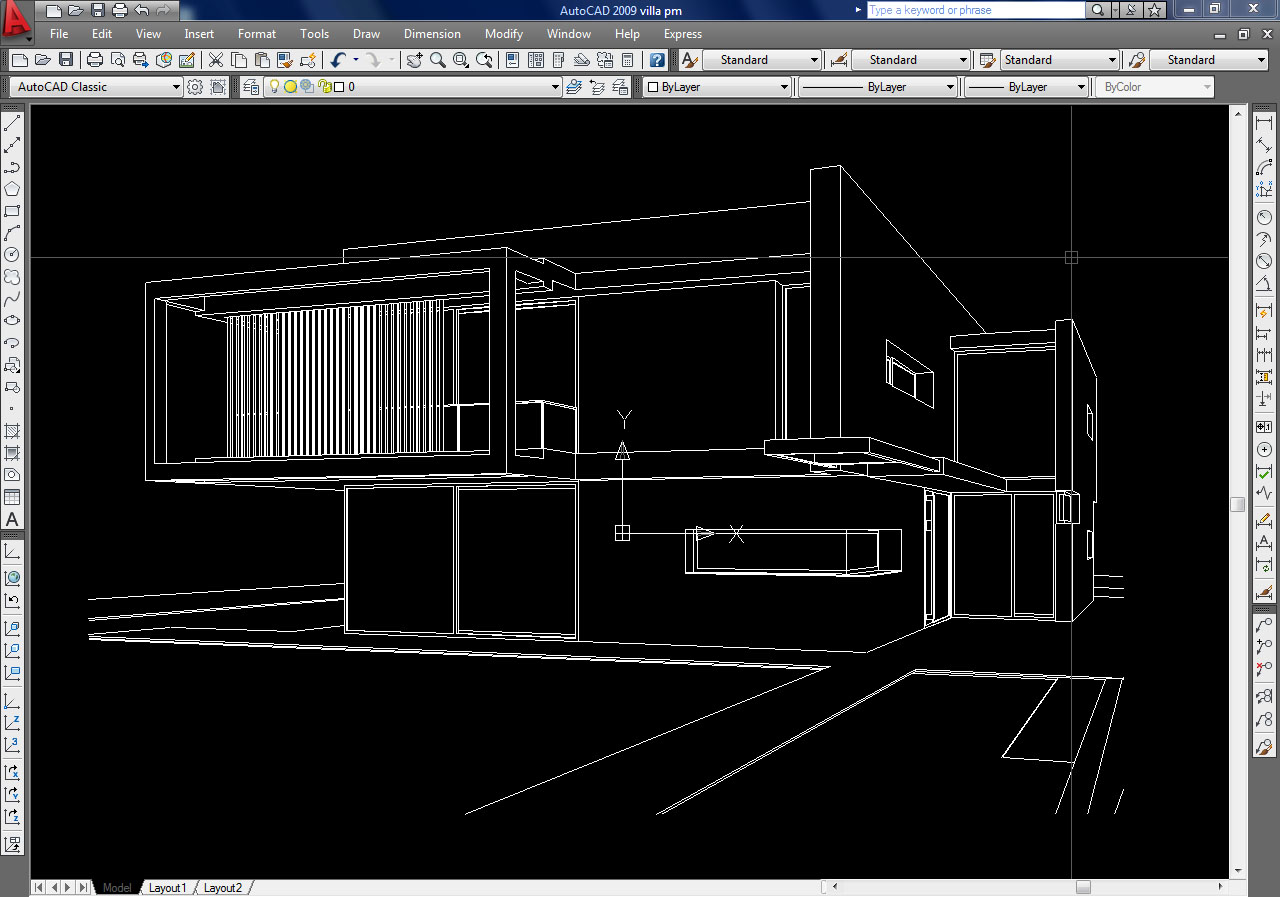 AutoCAD 2009 villa pm
Type a keyword or phrase
File Edit View Insert Format Tools Draw Dimension Modify Window Help Express
Standard Standard Standard Standard
AutoCAD Classic 0 ByLayer ByLayer ByLayer ByColor
Y
X
Model Layout1 Layout2